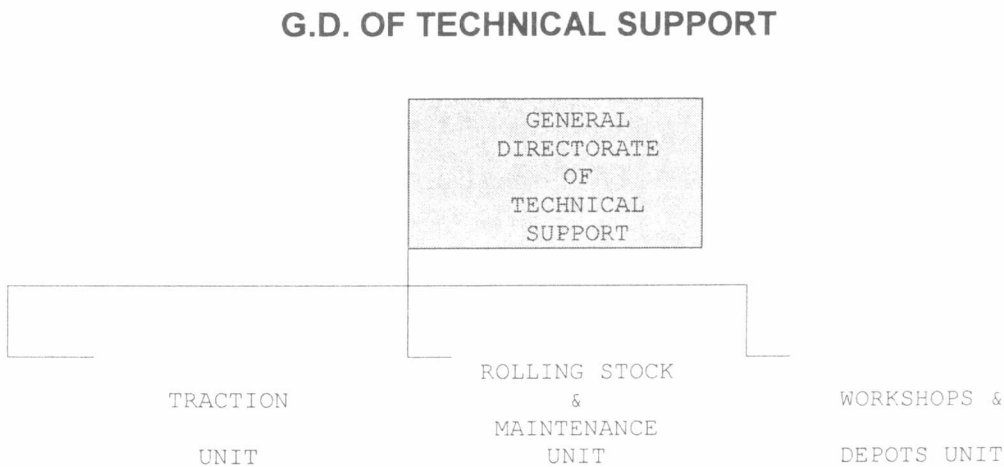 G.D. OF TECHNICAL SUPPORT
GENERAL
DIRECTORATE
OF
TECHNICAL
SUPPORT
TRACTION
UNIT
ROLLING STOCK
&
MAINTENANCE
UNIT
WORKSHOPS &
DEPOTS UNIT